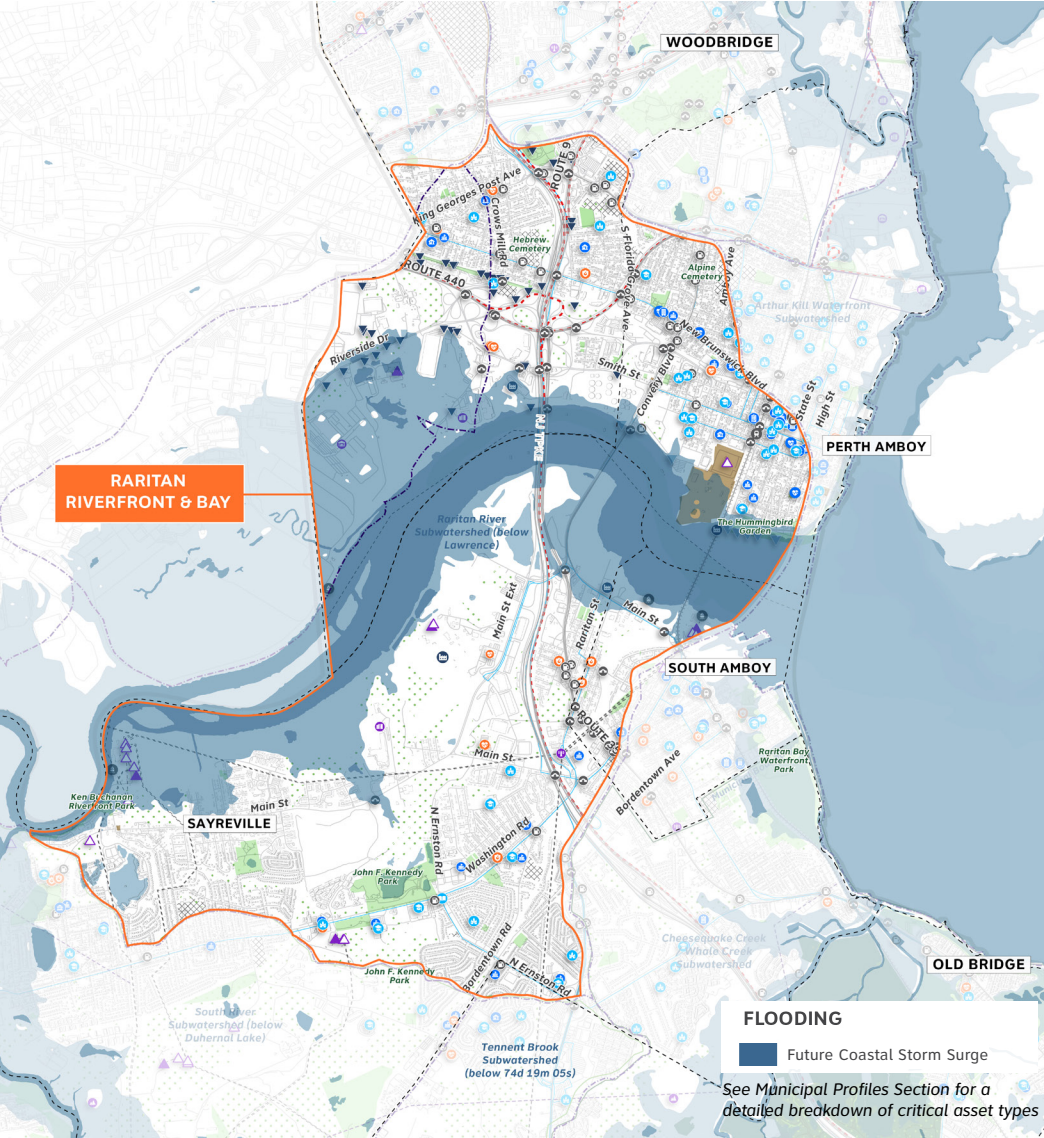 WOODBRIDGE
ROUTE 9
King Georges Post Ave
Crows Mill Rd
Hebrew
Cemetery
S Florida Grove Ave
Alpine
Cemetery
Amboy Ave
ROUTE 440
Arthur Kill Waterfront
Subwatershed
Riverside Dr
New Brunswick Blvd
Smith St
Convery Blvd
State St
High St
NJ TPKE
PERTH AMBOY
RARITAN
RIVERFRONT & BAY
Raritan River
Subwatershed (below
Lawrence)
The Hummingbird
Garden
Main St Ext
Raritan St
Main St
SOUTH AMBOY
Main St
Bordentown Ave
Raritan Bay
Waterfront
Park
Ken Buchanan
Riverfront Park
Main St
SAYREVILLE
N Ernston Rd
Washington Rd
John F. Kennedy
Park
Cheesequake Creek
/ Whale Creek
Subwatershed
Bordentown Rd
N Ernston Rd
John F. Kennedy
Park
OLD BRIDGE
South River
Subwatershed (below
Duhernal Lake)
Tennent Brook
Subwatershed
(below 74d 19m 05s)
FLOODING
Future Coastal Storm Surge
See Municipal Profiles Section for a
detailed breakdown of critical asset types